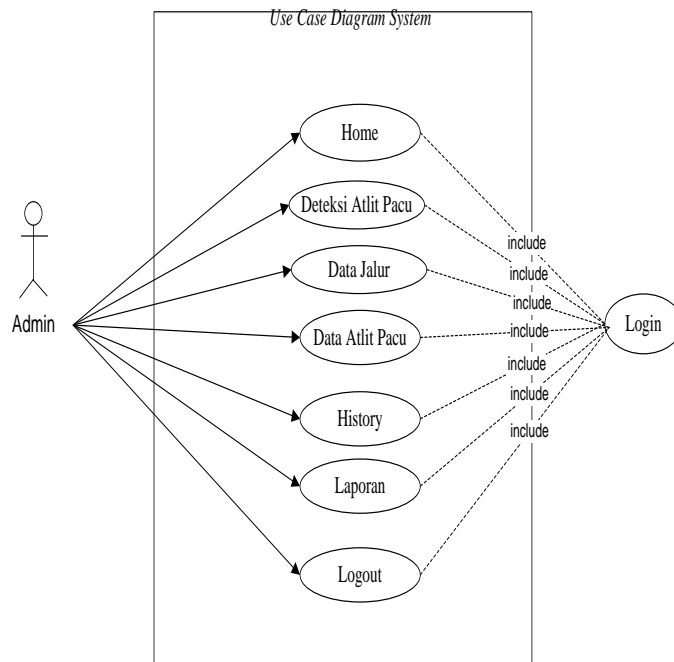 Use Case Diagram System
Home
Deteksi Atlit Pacu
include
include
Data Jalur
include
Admin
Data Atlit Pacu
include
Login
include
include
History
include
Laporan
Logout